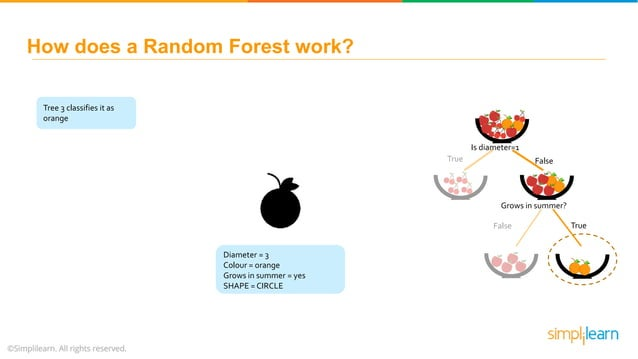 How does a Random Forest work?
Tree 3 classifies it as
orange
Is diameter=1
True
False
Grows in summer?
False
True
Diameter = 3
Colour = orange
Grows in summer = yes
SHAPE = CIRCLE
©Simplilearn. All rights reserved.
simplilearn